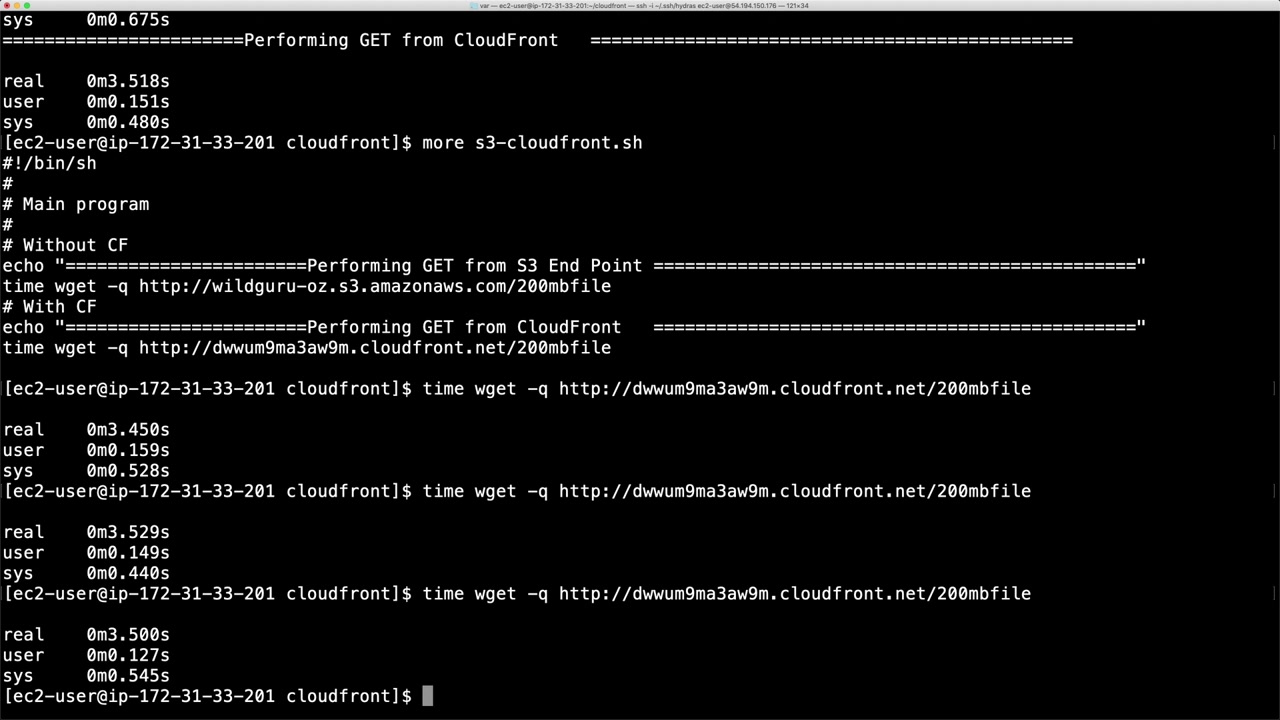 var — ec2-user@ip-172-31-33-201:~/cloudfront — ssh -i ~/.ssh/hydras ec2-user@54.194.150.176 — 121×34
sys     0m0.675s
=======================Performing GET from CloudFront   ==============================================

real    0m3.518s
user    0m0.151s
sys     0m0.480s
[ec2-user@ip-172-31-33-201 cloudfront]$ more s3-cloudfront.sh
#!/bin/sh
#
# Main program
#
# Without CF
echo "=======================Performing GET from S3 End Point =============================================="
time wget -q http://wildguru-oz.s3.amazonaws.com/200mbfile
# With CF
echo "=======================Performing GET from CloudFront   =============================================="
time wget -q http://dwwum9ma3aw9m.cloudfront.net/200mbfile

[ec2-user@ip-172-31-33-201 cloudfront]$ time wget -q http://dwwum9ma3aw9m.cloudfront.net/200mbfile

real    0m3.450s
user    0m0.159s
sys     0m0.528s
[ec2-user@ip-172-31-33-201 cloudfront]$ time wget -q http://dwwum9ma3aw9m.cloudfront.net/200mbfile

real    0m3.529s
user    0m0.149s
sys     0m0.440s
[ec2-user@ip-172-31-33-201 cloudfront]$ time wget -q http://dwwum9ma3aw9m.cloudfront.net/200mbfile

real    0m3.500s
user    0m0.127s
sys     0m0.545s
[ec2-user@ip-172-31-33-201 cloudfront]$